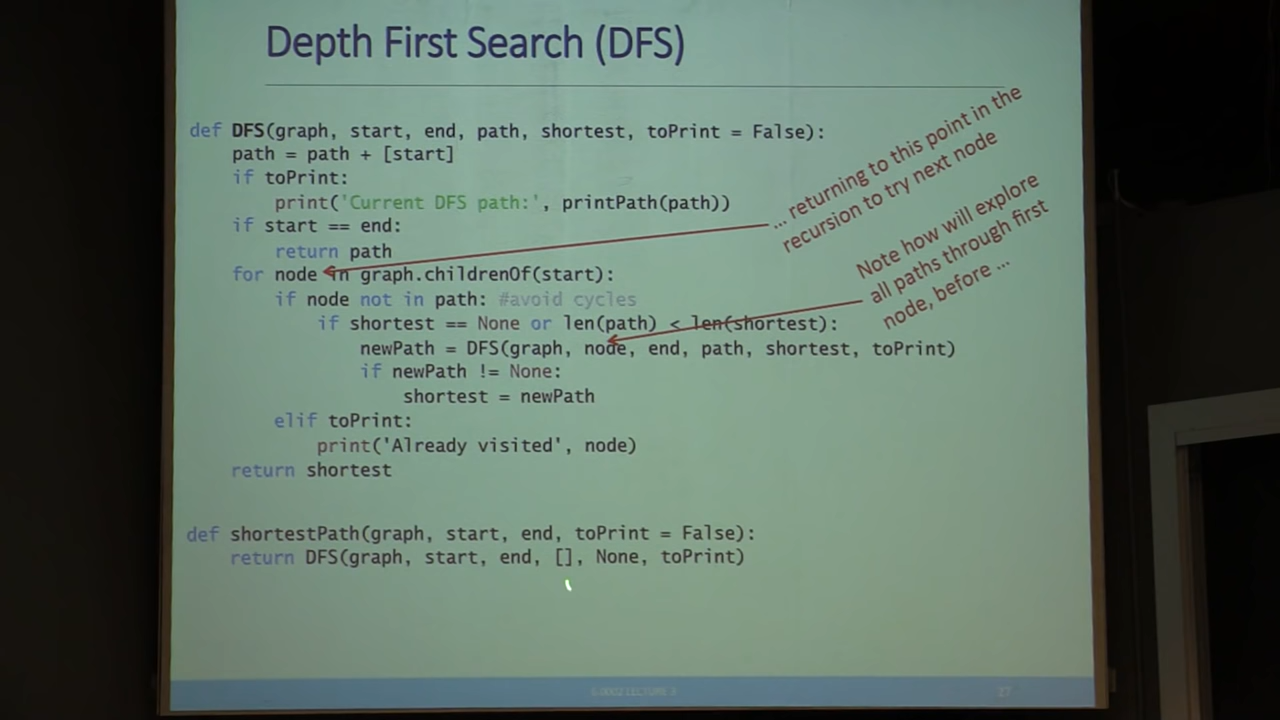 Depth First Search (DFS)
def DFS(graph, start, end, path, shortest, toPrint = False):
path = path + [start]
if toPrint:
print('Current DFS path:', printPath(path))
if start == end:
return path
for node in graph.childrenOf(start):
if node not in path: #avoid cycles
if shortest == None or len(path) < len(shortest):
newPath = DFS(graph, node, end, path, shortest, toPrint)
if newPath != None:
shortest = newPath
elif toPrint:
print('Already visited', node)
return shortest
... returning to this point in the
recursion to try next node
Note how will explore
all paths through first
node, before ...
def shortestPath(graph, start, end, toPrint = False):
return DFS(graph, start, end, [], None, toPrint)
6.0002 LECTURE 3
27